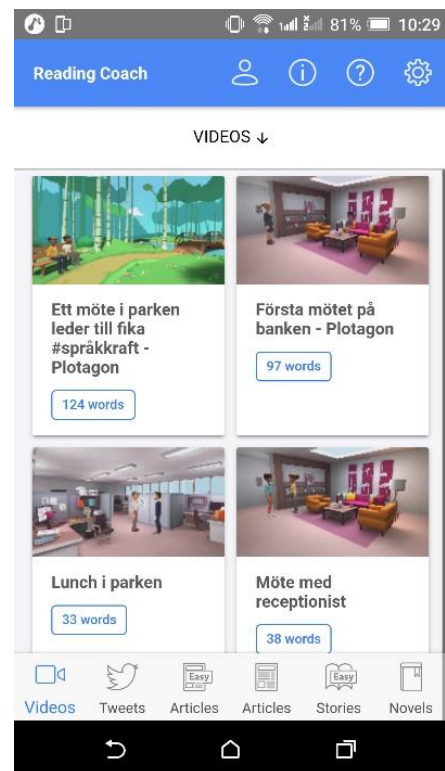 81% 10:29
Reading Coach
VIDEOS ↓
Ett möte i parken
leder till fika
#språkkraft -
Plotagon
124 words
Första mötet på
banken - Plotagon
97 words
Lunch i parken
33 words
Möte med
receptionist
38 words
Easy
Easy
Videos Tweets Articles Articles Stories Novels